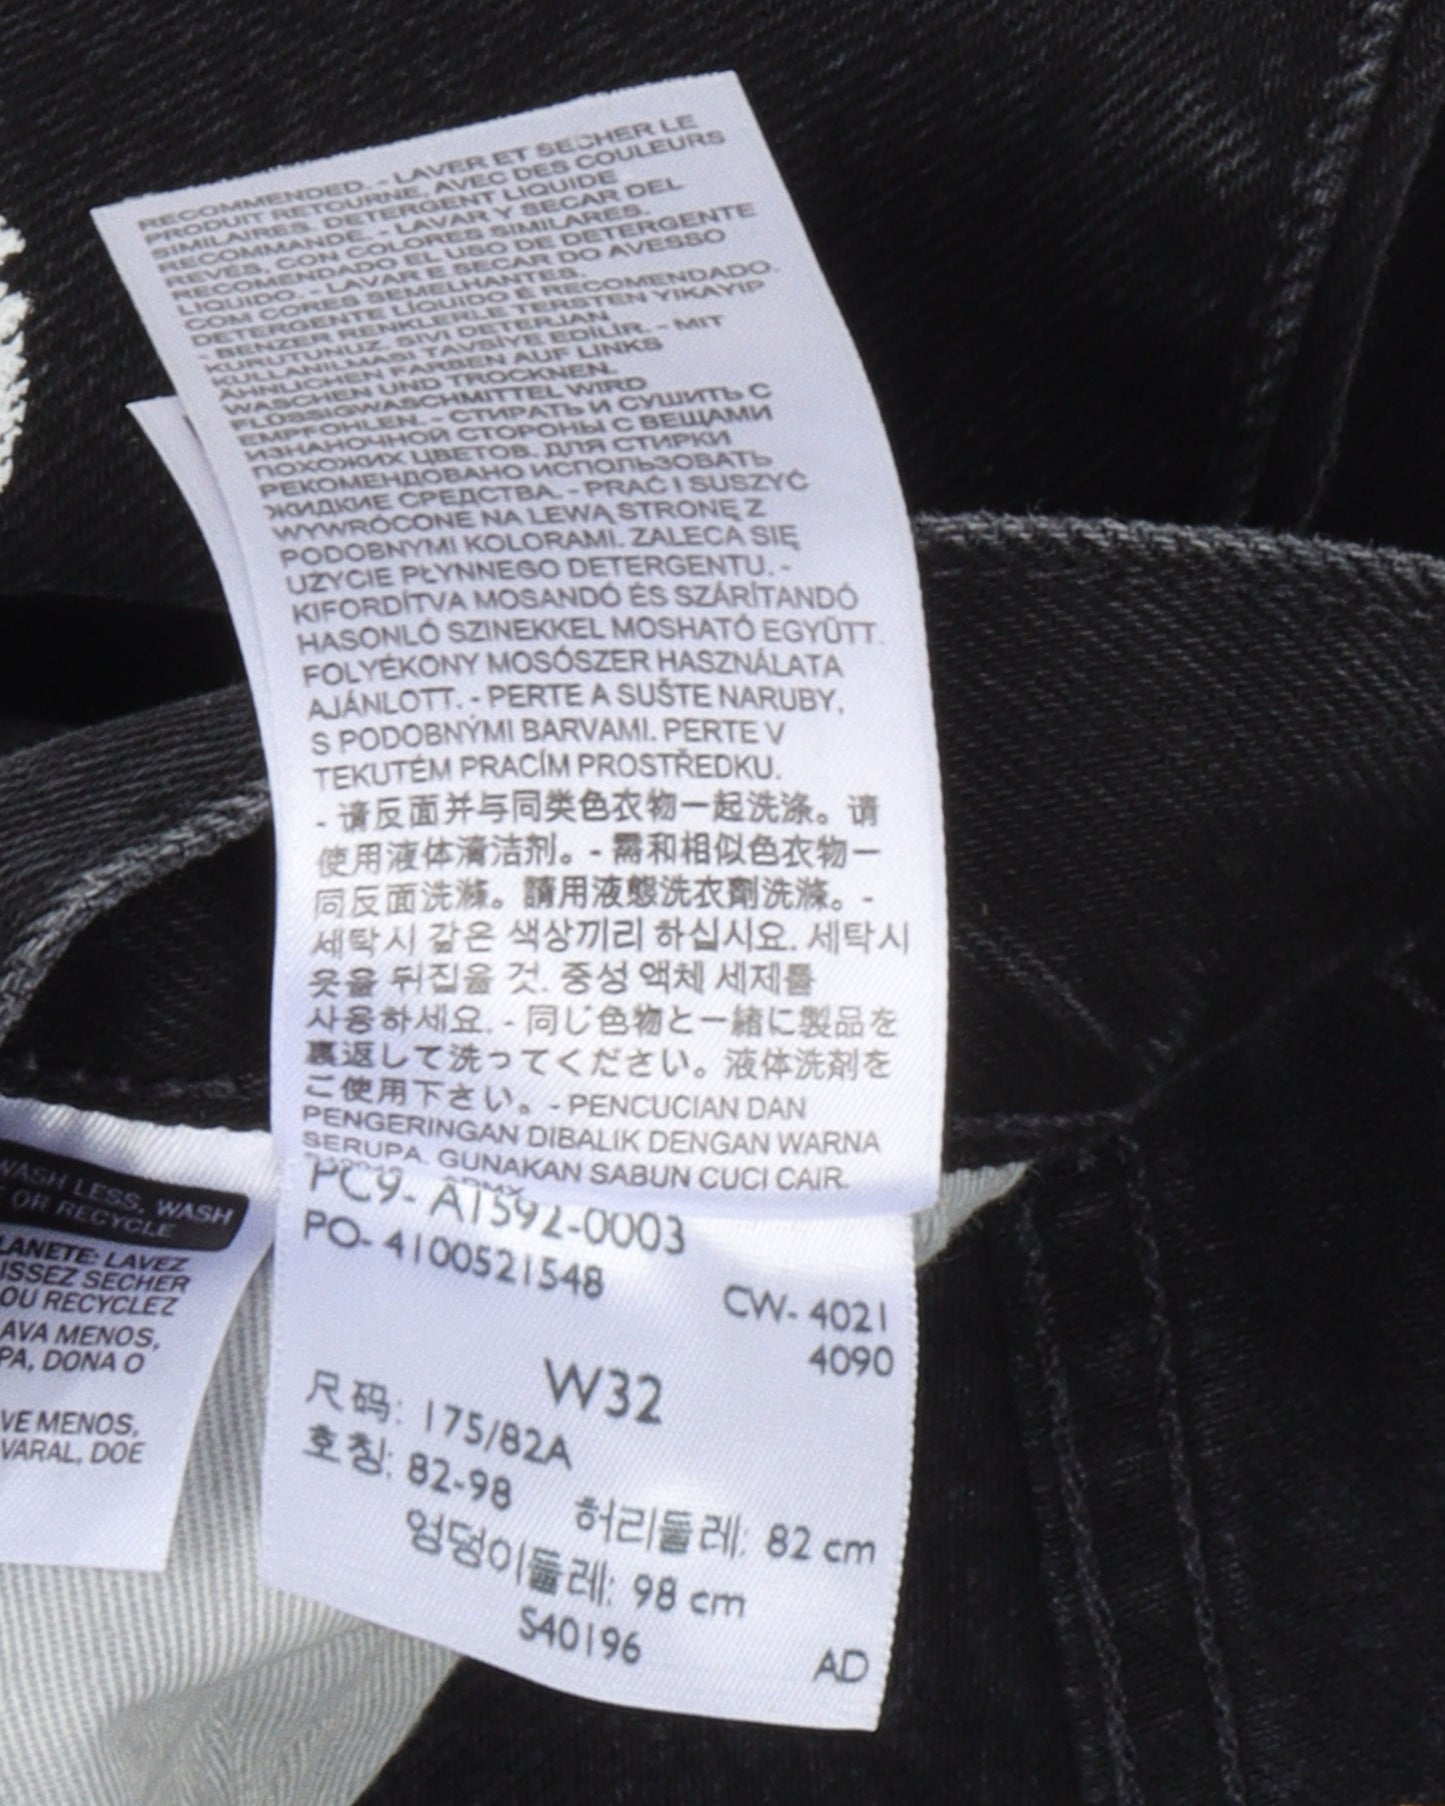 RECOMMENDED. - LAVER ET SÉCHER LE
PRODUIT RETOURNE, AVEC DES COULEURS
SIMILAIRES. DETERGENT LIQUIDE
RECOMMANDE. - LAVAR Y SECAR DEL
REVÉS, CON COLORES SIMILARES.
RECOMENDADO EL USO DE DETERGENTE
LIQUIDO. - LAVAR E SECAR DO AVESSO
COM CORES SEMELHANTES.
DETERGENTE LÍQUIDO É RECOMENDADO.
- BENZER RENKLERLE TERSTEN YIKAYIP
KURUTUNUZ. SIVI DETERJAN
KULLANILMASI TAVSİYE EDİLİR. - MIT
ÄHNLICHEN FARBEN AUF LINKS
WASCHEN UND TROCKNEN.
FLÜSSIGWASCHMITTEL WIRD
EMPFOHLEN. - СТИРАТЬ И СУШИТЬ С
ИЗНАНОЧНОЙ СТОРОНЫ С ВЕЩАМИ
ПОХОЖИХ ЦВЕТОВ. ДЛЯ СТИРКИ
РЕКОМЕНДОВАНО ИСПОЛЬЗОВАТЬ
ЖИДКИЕ СРЕДСТВА. - PRAĆ I SUSZYĆ
WYWRÓCONE NA LEWĄ STRONĘ Z
PODOBNYMI KOLORAMI. ZALECA SIĘ
UZYCIE PŁYNNEGO DETERGENTU. -
KIFORDÍTVA MOSANDÓ ÉS SZÁRÍTANDÓ
HASONLÓ SZINEKKEL MOSHATÓ EGYÜTT.
FOLYÉKONY MOSÓSZER HASZNÁLATA
AJÁNLOTT. - PERTE A SUŠTE NARUBY,
S PODOBNÝMI BARVAMI. PERTE V
TEKUTÉM PRACÍM PROSTŘEDKU.
- 请反面并与同类色衣物一起洗涤。请
使用液体清洁剂。- 需和相似色衣物一
同反面洗滌。請用液態洗衣劑洗滌。-
세탁시 같은 색상끼리 하십시요. 세탁시
옷을 뒤집을 것. 중성 액체 세제를
사용하세요. - 同じ色物と一緒に製品を
裏返して洗ってください。液体洗剤を
ご使用下さい。- PENCUCIAN DAN
PENGERINGAN DIBALIK DENGAN WARNA
SERUPA. GUNAKAN SABUN CUCI CAIR.
PC9- A1592-0003
PO- 4100521548
CW- 4021
4090
W32
尺码: 175/82A
호칭: 82-98
허리둘레: 82 cm
엉덩이둘레: 98 cm
S40196
AD
WASH LESS, WASH
OR RECYCLE
LANETE: LAVEZ
ISSEZ SECHER
OU RECYCLEZ
AVA MENOS,
PA, DONA O
VE MENOS,
VARAL, DOE